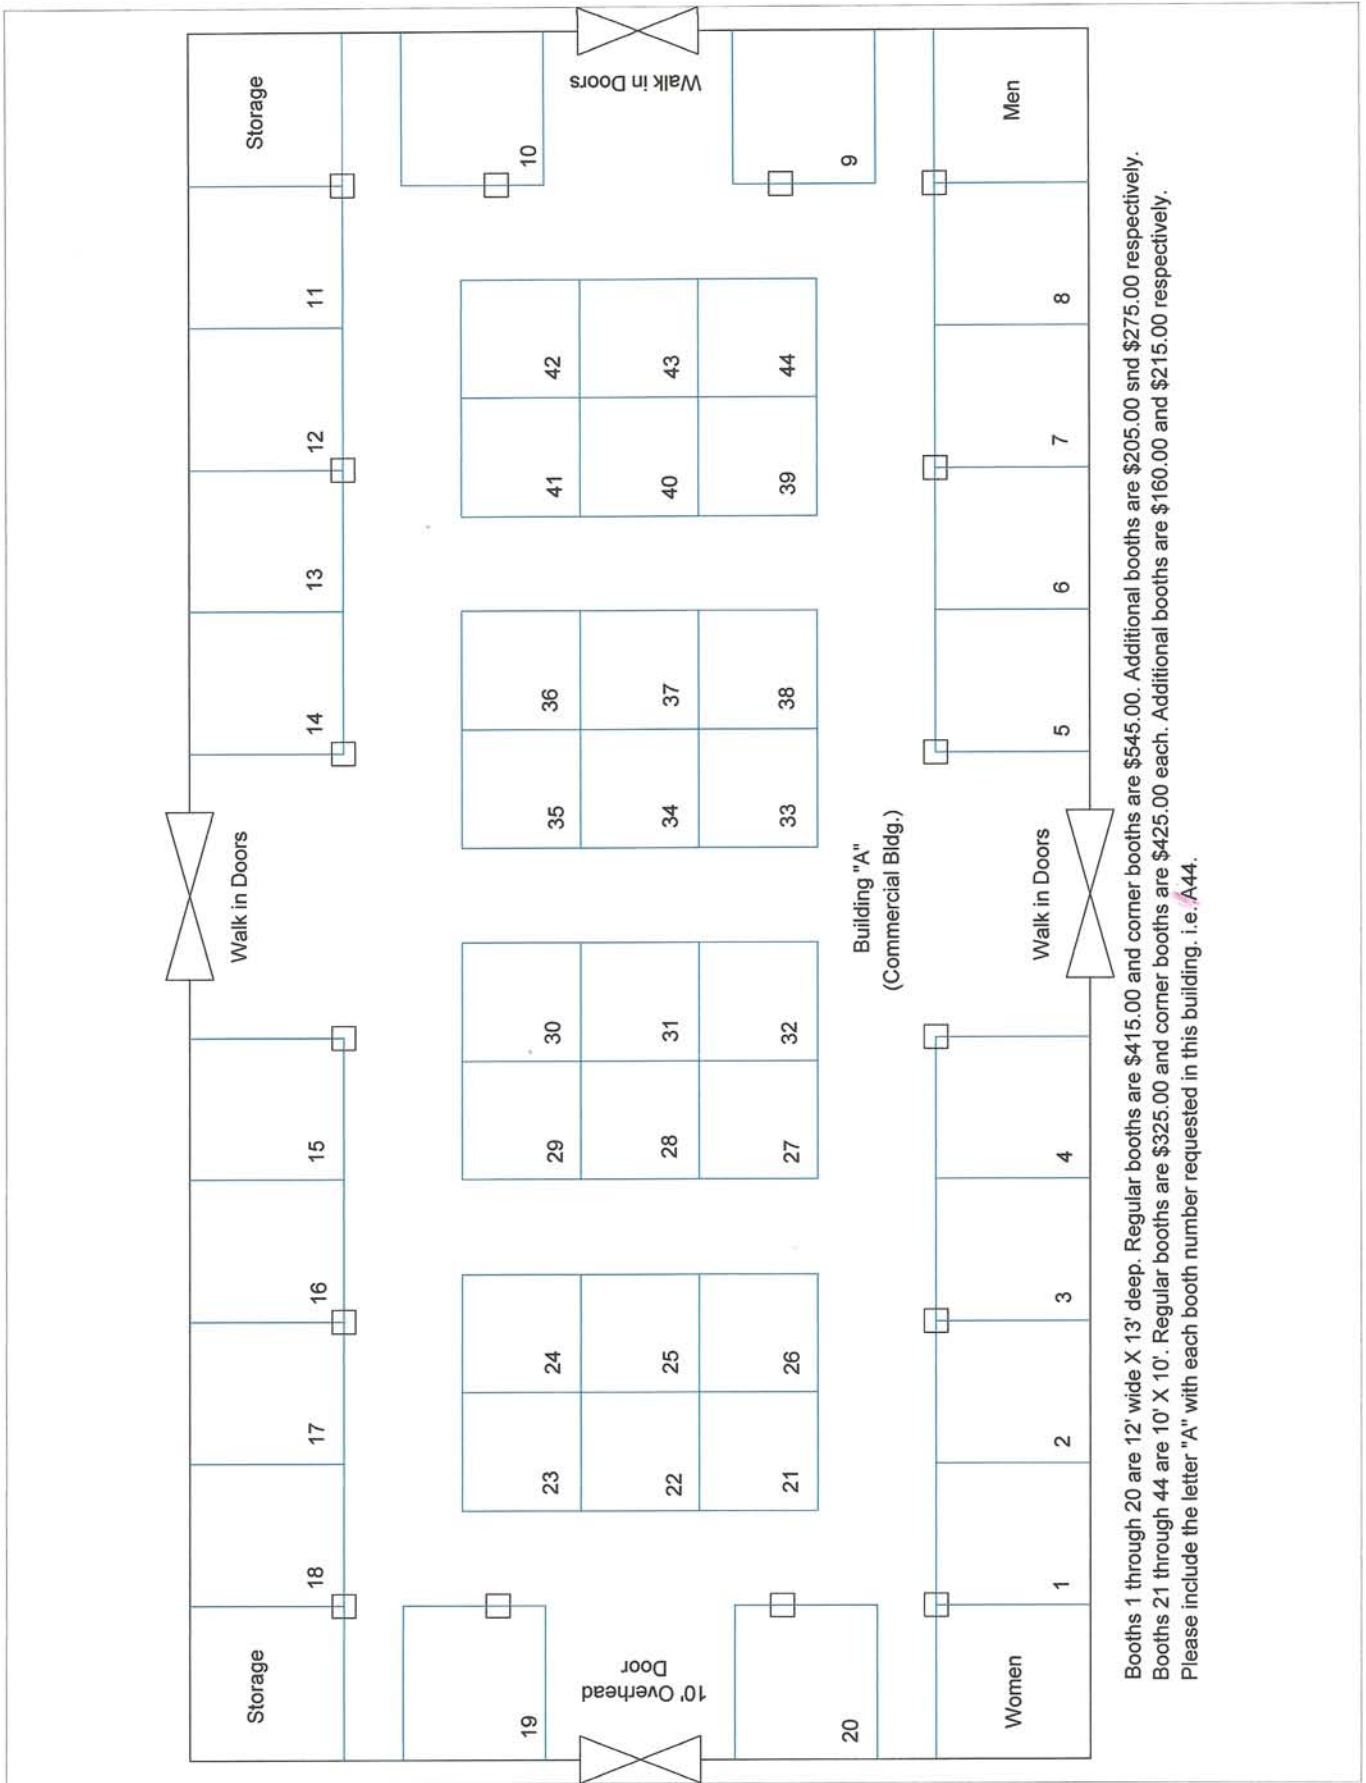 Storage
Walk in Doors
Storage
18 17 16 15 14 13 12 11
19 23 24 29 30 35 36 41 42 10
10' Overhead
Door
Walk in Doors
22 25 28 31 34 37 40 43
21 26 27 32 33 38 39 44
20 9
Building "A"
(Commercial Bldg.)
Women
Walk in Doors
Men
1 2 3 4 5 6 7 8
Booths 1 through 20 are 12' wide X 13' deep. Regular booths are $415.00 and corner booths are $545.00. Additional booths are $205.00 snd $275.00 respectively.
Booths 21 through 44 are 10' X 10'. Regular booths are $325.00 and corner booths are $425.00 each. Additional booths are $160.00 and $215.00 respectively.
Please include the letter "A" with each booth number requested in this building. i.e. A44.